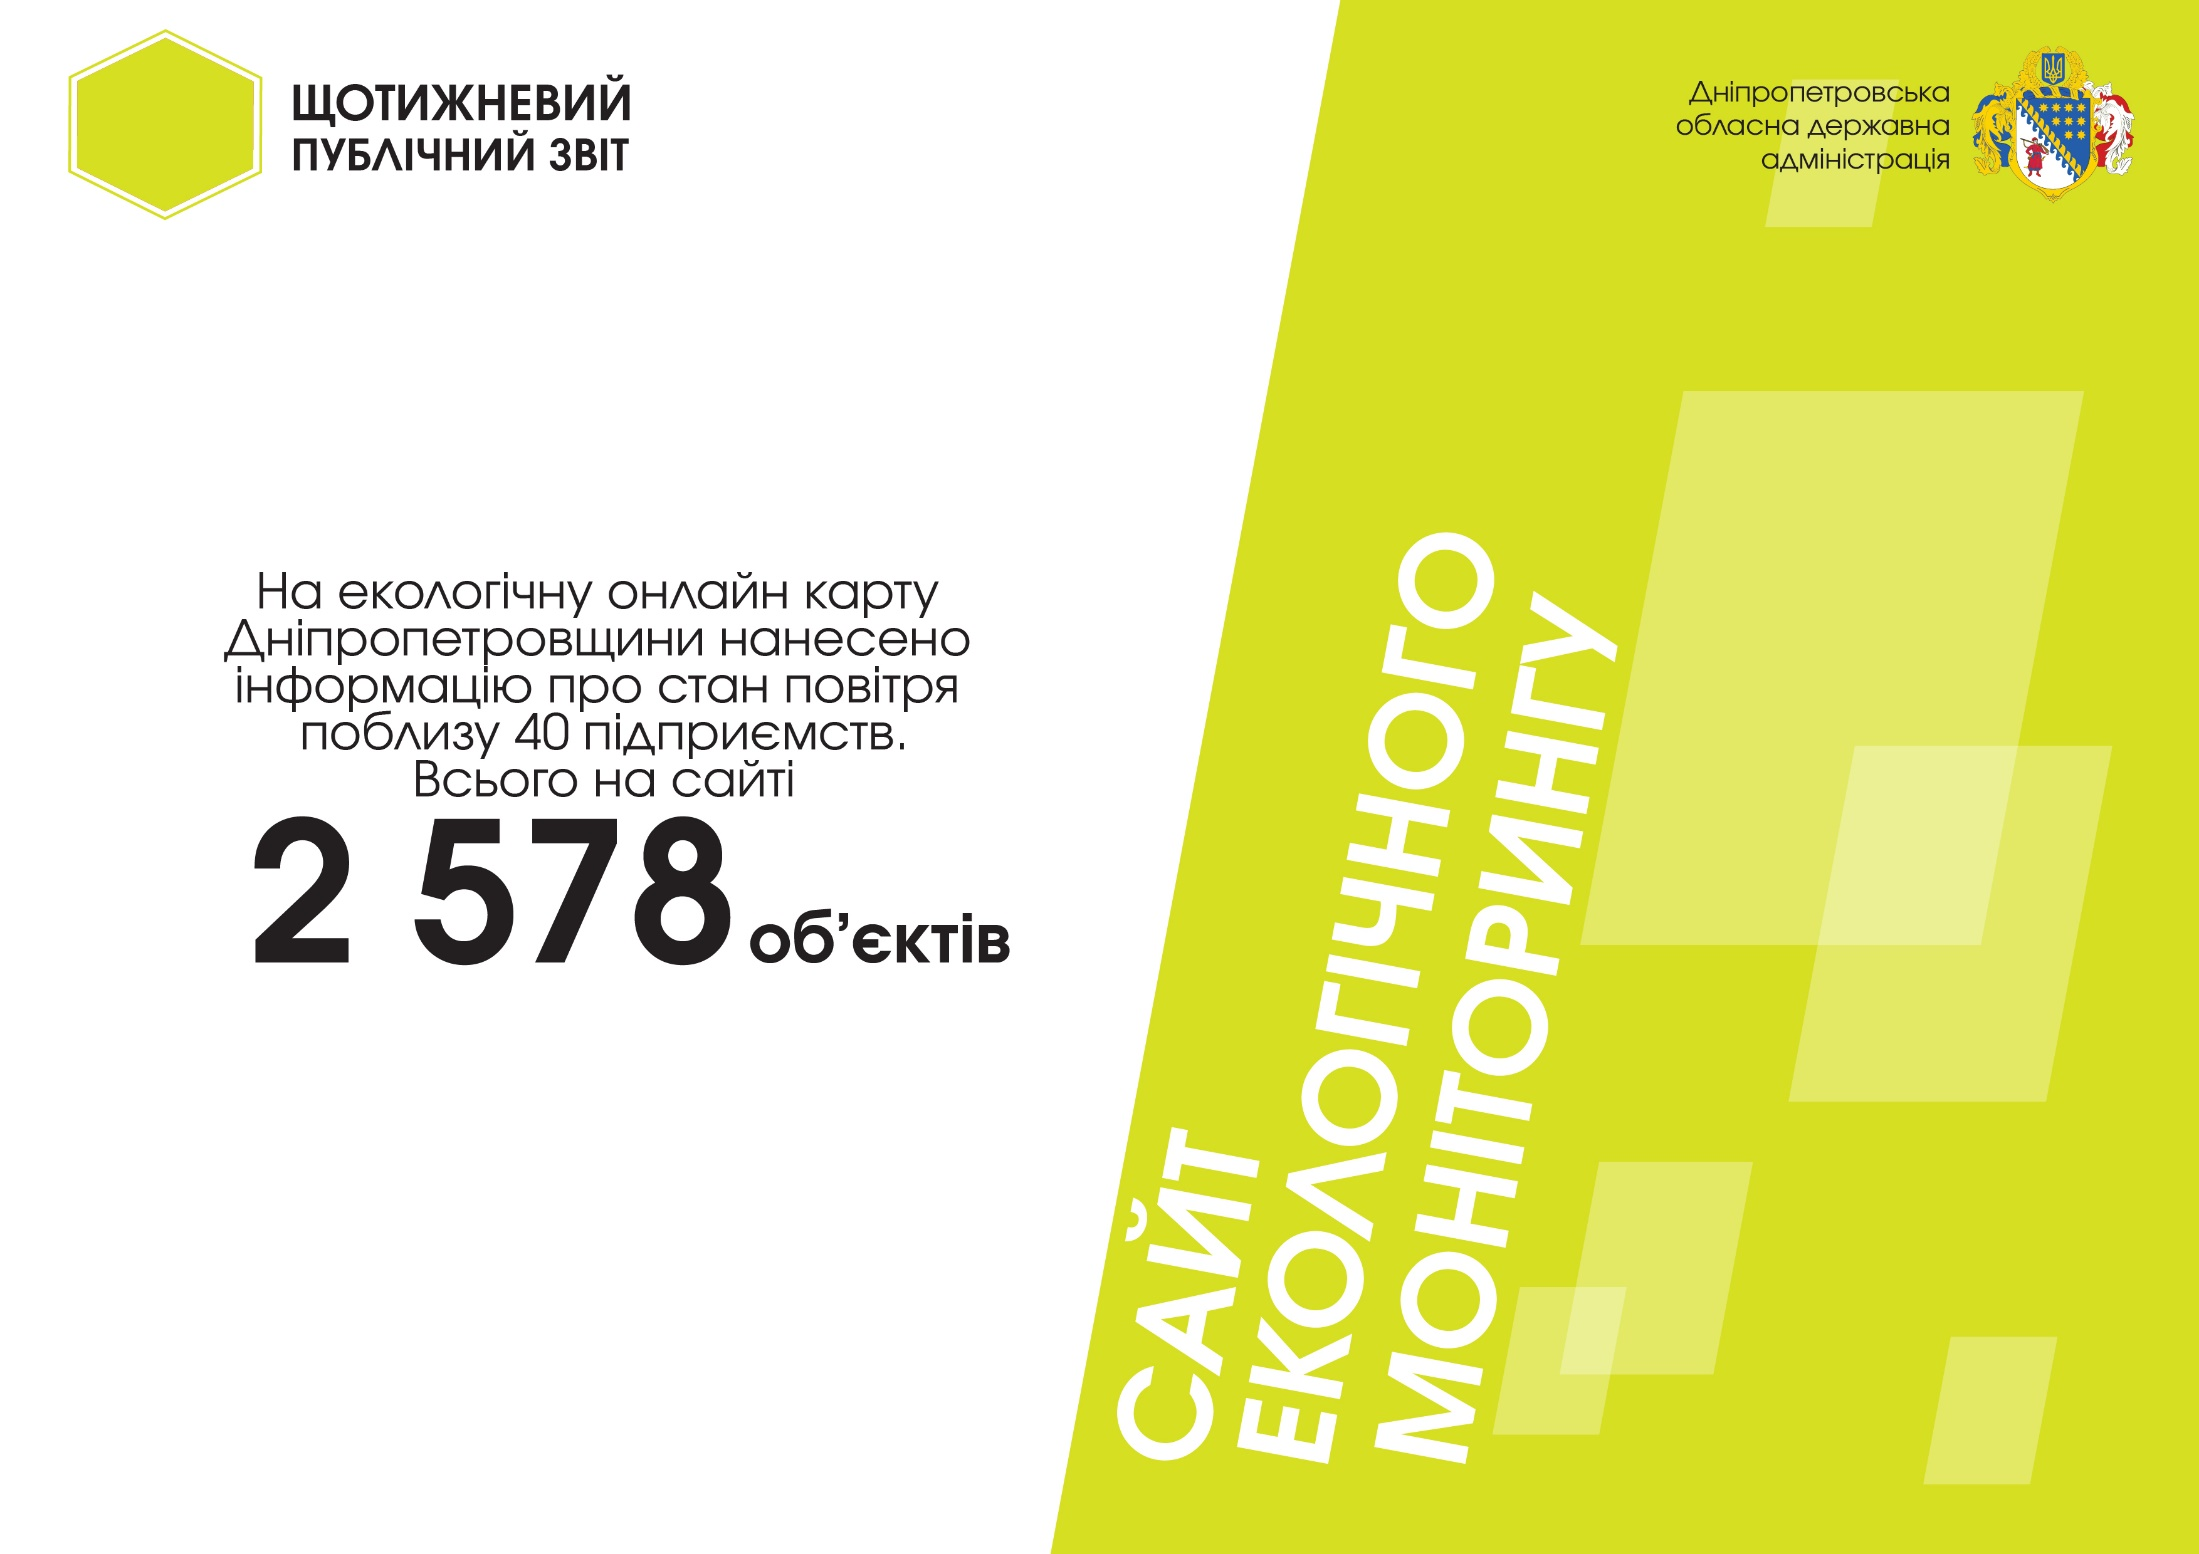 ЩОТИЖНЕВИЙ
ПУБЛІЧНИЙ ЗВІТ
Дніпропетровська
обласна державна
адміністрація
На екологічну онлайн карту
Дніпропетровщини нанесено
інформацію про стан повітря
поблизу 40 підприємств.
Всього на сайті
2 578 об’єктів
САЙТ
ЕКОЛОГІЧНОГО
МОНІТОРИНГУ